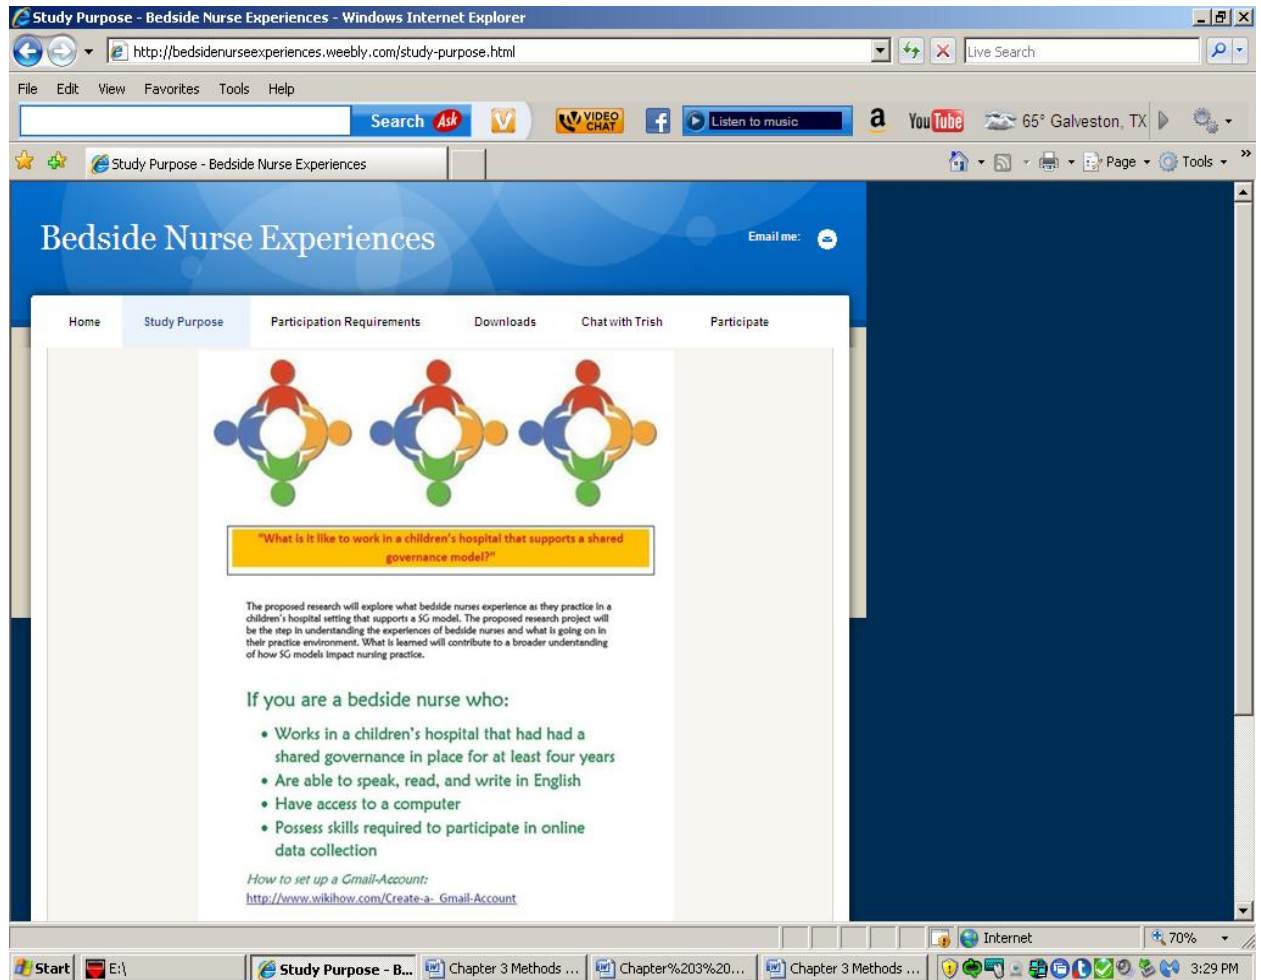 Study Purpose - Bedside Nurse Experiences - Windows Internet Explorer
http://bedsidenurseexperiences.weebly.com/study-purpose.html
Live Search
File Edit View Favorites Tools Help
Search Ask
VIDEO CHAT
Listen to music
a
YouTube
65° Galveston, TX
Study Purpose - Bedside Nurse Experiences
Page
Tools
Bedside Nurse Experiences
Email me:
Home Study Purpose Participation Requirements Downloads Chat with Trish Participate
"What is it like to work in a children's hospital that supports a shared
governance model?"
The proposed research will explore what bedside nurses experience as they practice in a
children's hospital setting that supports a SG model. The proposed research project will
be the step in understanding the experiences of bedside nurses and what is going on in
their practice environment. What is learned will contribute to a broader understanding
of how SG models impact nursing practice.
If you are a bedside nurse who:
• Works in a children's hospital that had had a
shared governance in place for at least four years
• Are able to speak, read, and write in English
• Have access to a computer
• Possess skills required to participate in online
data collection
How to set up a Gmail-Account:
http://www.wikihow.com/Create-a- Gmail-Account
Internet
70%
Start
E:\
Study Purpose - B...
Chapter 3 Methods ...
Chapter%203%20...
Chapter 3 Methods ...
3:29 PM